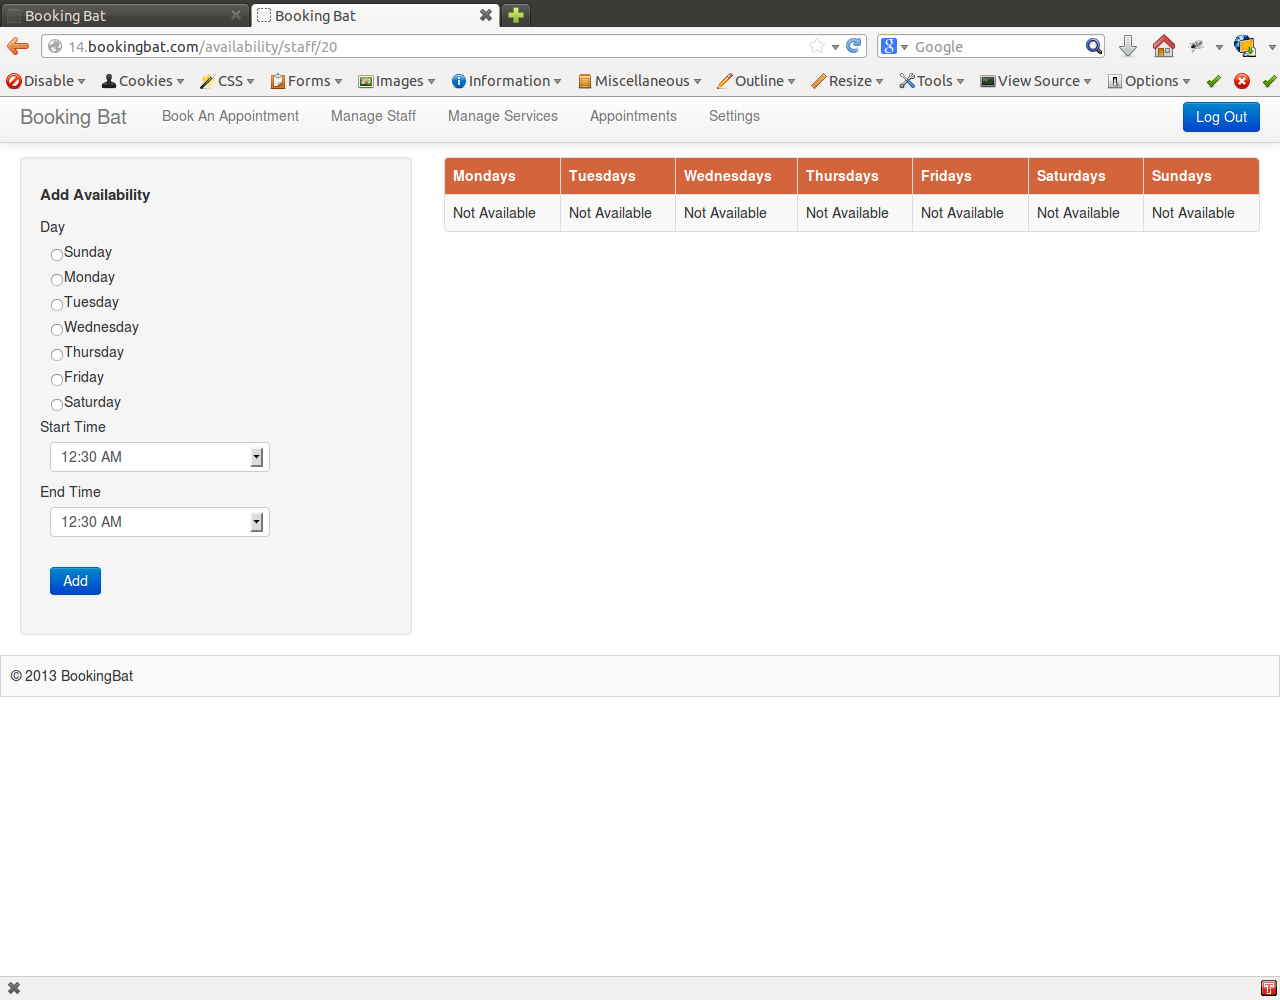 Booking Bat
Booking Bat
14.bookingbat.com/availability/staff/20
Google
Disable Cookies CSS Forms Images Information Miscellaneous Outline Resize Tools View Source Options
Booking Bat Book An Appointment Manage Staff Manage Services Appointments Settings Log Out
Add Availability
Day
Sunday
Monday
Tuesday
Wednesday
Thursday
Friday
Saturday
Start Time
12:30 AM
End Time
12:30 AM
Add
Mondays Tuesdays Wednesdays Thursdays Fridays Saturdays Sundays
Not Available Not Available Not Available Not Available Not Available Not Available Not Available
© 2013 BookingBat